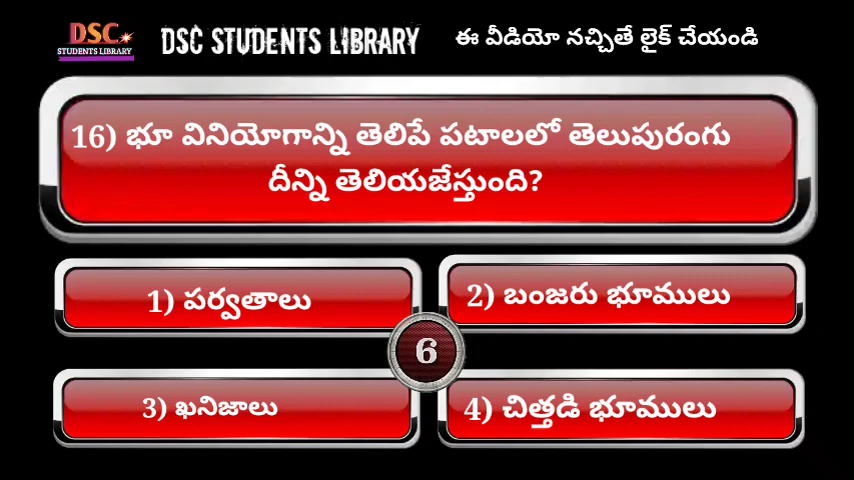 DSC
STUDENTS LIBRARY
DSC STUDENTS LIBRARY
ఈ వీడియో నచ్చితే లైక్ చేయండి
16) భూ వినియోగాన్ని తెలిపే పటాలలో తెలుపురంగు
దీన్ని తెలియజేస్తుంది?
1) పర్వతాలు
2) బంజరు భూములు
6
3) ఖనిజాలు
4) చిత్తడి భూములు